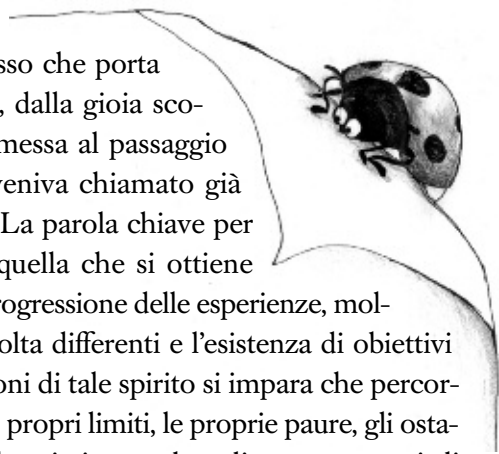 sso che porta
, dalla gioia sco-
messa al passaggio
veniva chiamato già
La parola chiave per
quella che si ottiene
rogressione delle esperienze, mol-
olta differenti e l'esistenza di obiettivi
oni di tale spirito si impara che percor-
propri limiti, le proprie paure, gli osta-